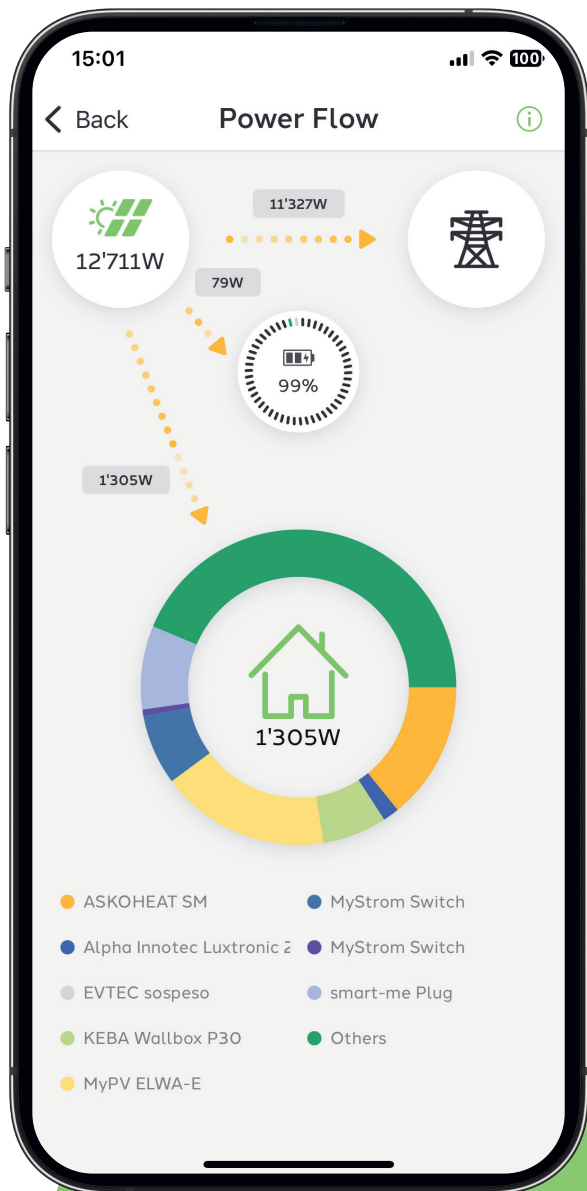 15:01
100
Back
Power Flow
11'327W
12'711W
79W
99%
1'305W
1'305W
ASKOHEAT SM
MyStrom Switch
Alpha Innotec Luxtronic 2
MyStrom Switch
EVTEC sospeso
smart-me Plug
KEBA Wallbox P30
Others
MyPV ELWA-E